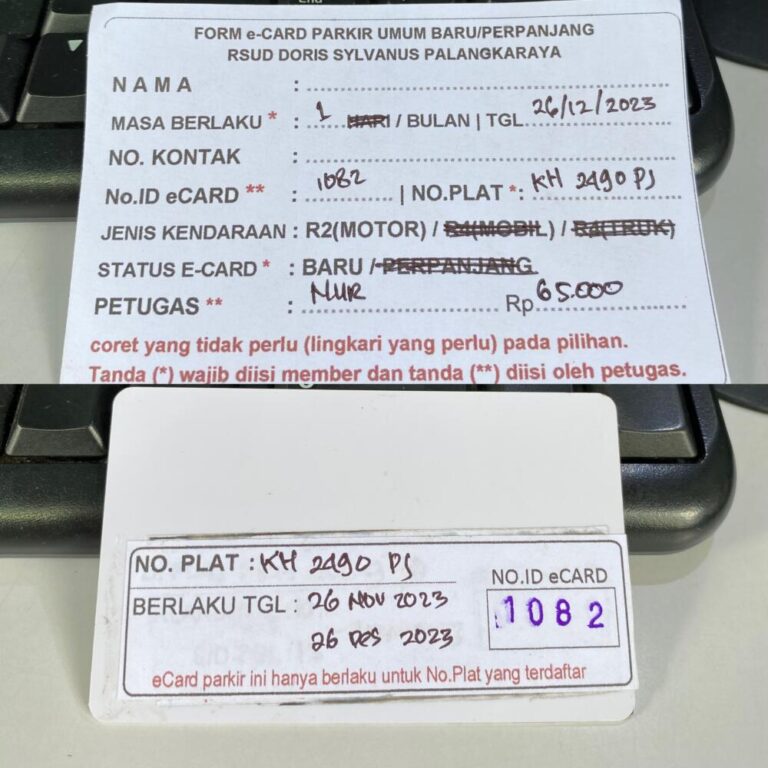 FORM e-CARD PARKIR UMUM BARU/PERPANJANG
RSUD DORIS SYLVANUS PALANGKARAYA
NAMA :
MASA BERLAKU * : 1 HARI / BULAN | TGL. 26/12/2023
NO. KONTAK :
No.ID eCARD ** : 1082 | NO.PLAT *: KH 2490 PJ
JENIS KENDARAAN : R2(MOTOR) / R4(MOBIL) / R4(TRUK)
STATUS E-CARD * : BARU / PERPANJANG
PETUGAS ** : NUR Rp 65.000
coret yang tidak perlu (lingkari yang perlu) pada pilihan.
Tanda (*) wajib diisi member dan tanda (**) diisi oleh petugas.
NO. PLAT : KH 2490 PJ
BERLAKU TGL : 26 NOV 2023
26 DES 2023
NO.ID eCARD
1082
eCard parkir ini hanya berlaku untuk No.Plat yang terdaftar